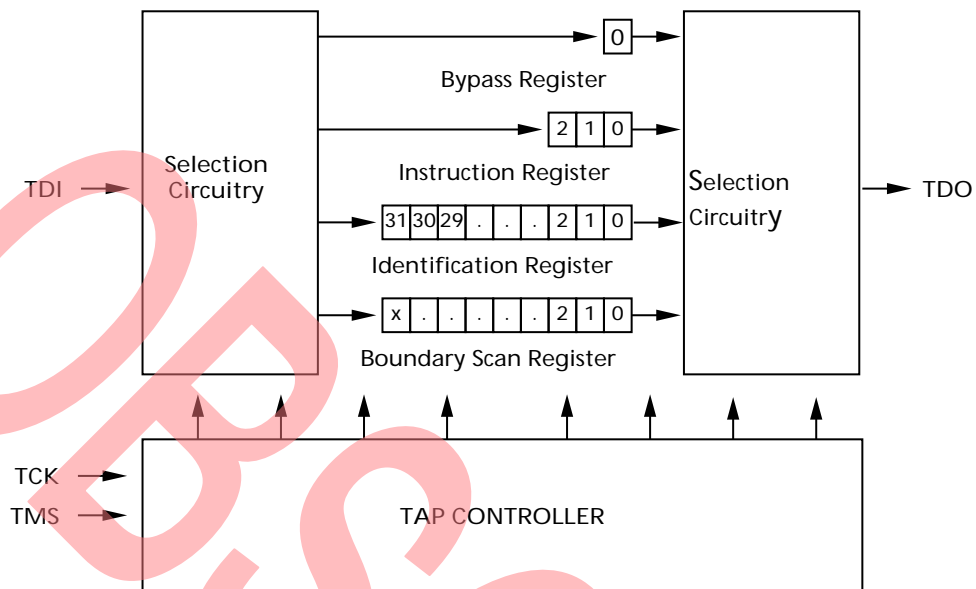 0
Bypass Register
2 1 0
Instruction Register
Selection
Circuitry
TDI
Selection
Circuitry
TDO
31 30 29 . . . 2 1 0
Identification Register
x . . . . . 2 1 0
Boundary Scan Register
TCK
TMS
TAP CONTROLLER